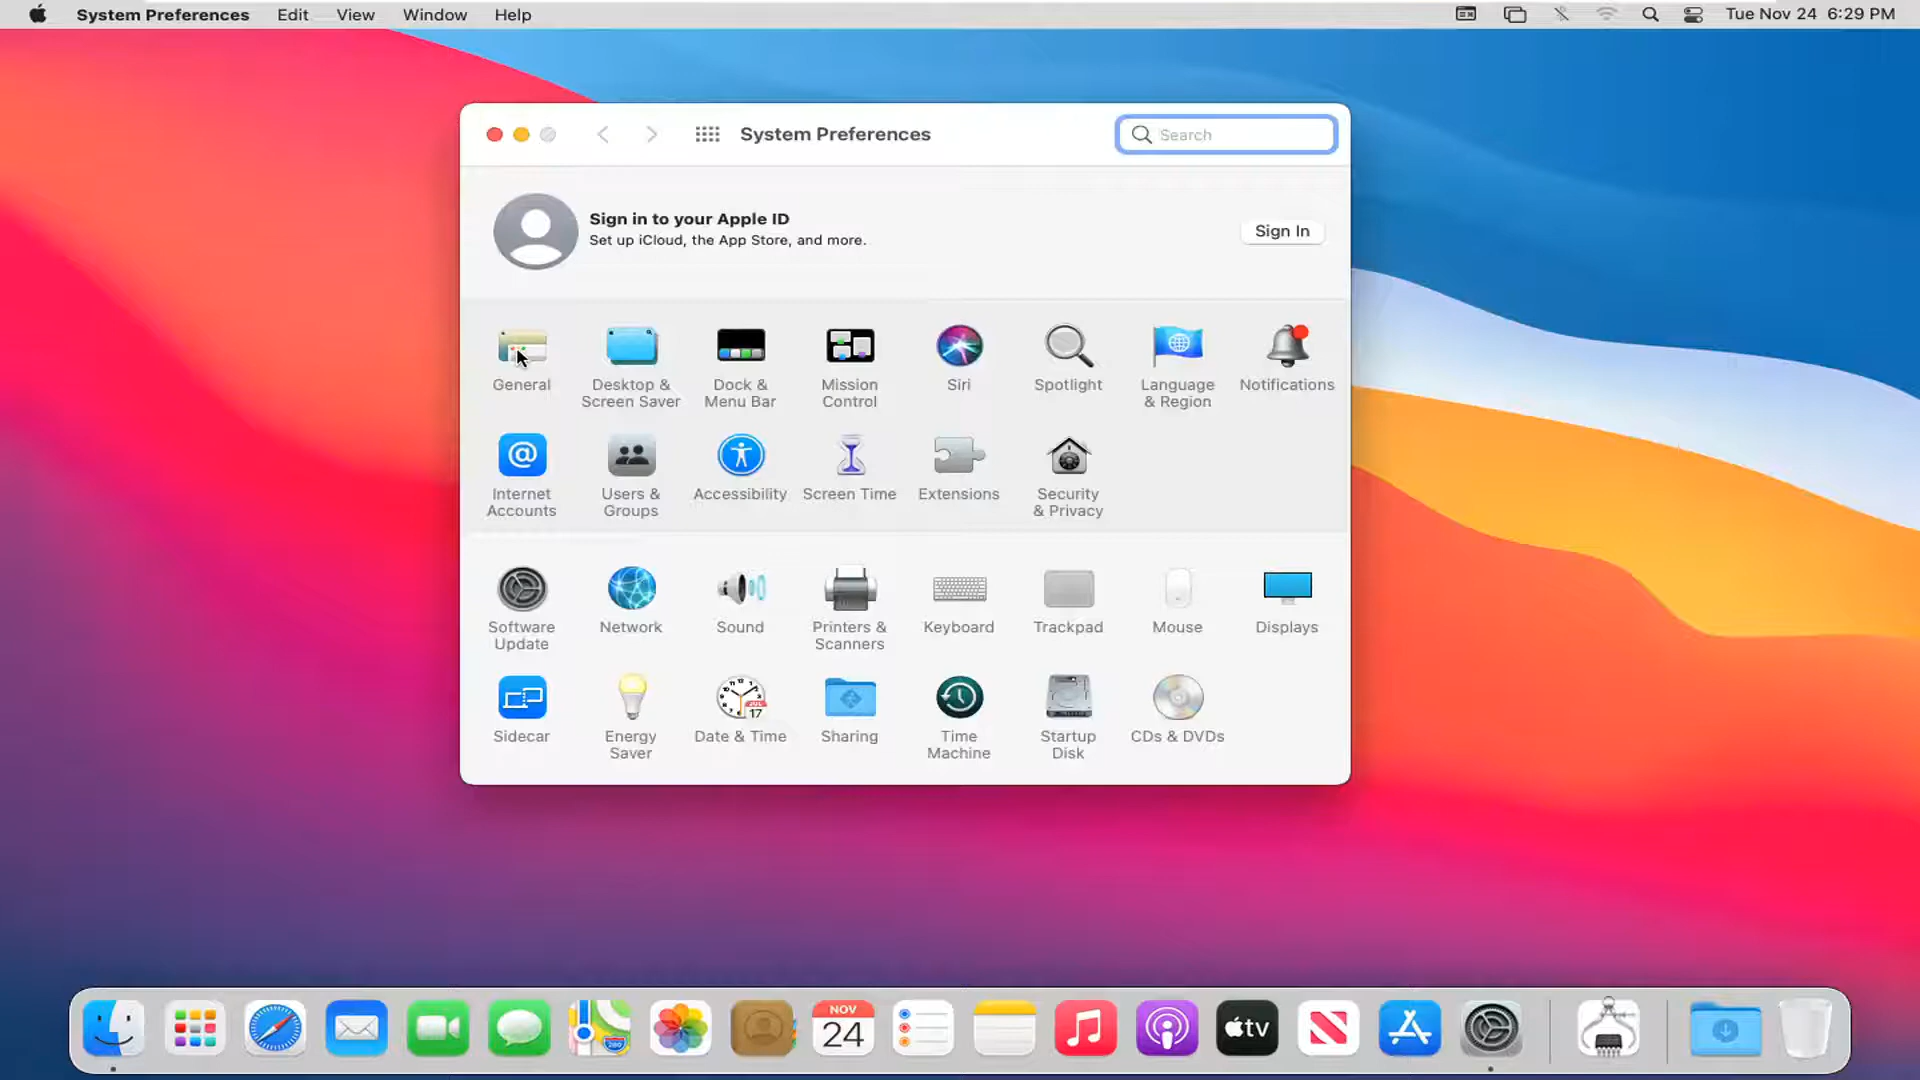 System Preferences Edit View Window Help Tue Nov 24 6:29 PM
System Preferences
Search
Sign in to your Apple ID
Set up iCloud, the App Store, and more.
Sign In
General
Desktop &
Screen Saver
Dock &
Menu Bar
Mission
Control
Siri
Spotlight
Language
& Region
Notifications
Internet
Accounts
Users &
Groups
Accessibility
Screen Time
Extensions
Security
& Privacy
Software
Update
Network
Sound
Printers &
Scanners
Keyboard
Trackpad
Mouse
Displays
Sidecar
Energy
Saver
Date & Time
Sharing
Time
Machine
Startup
Disk
CDs & DVDs
JUL
17
NOV
24
280
tv